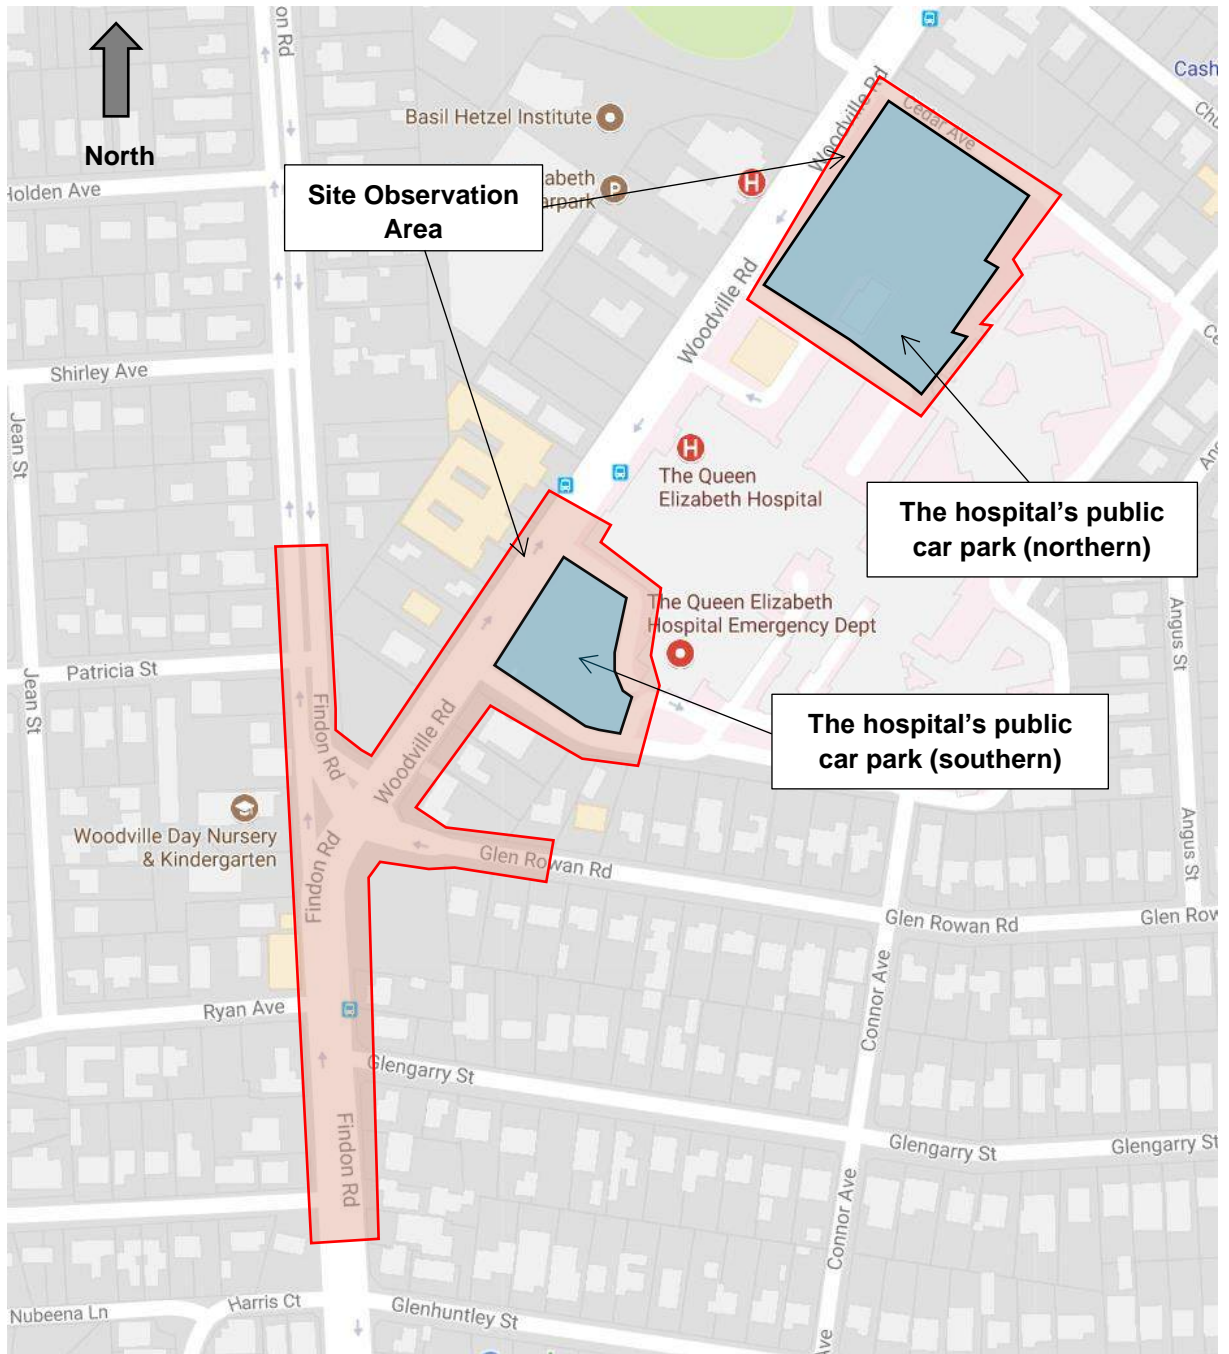 on Rd
North
Holden Ave
Basil Hetzel Institute
P
H
Woodville Rd
Cedar Ave
Cash
Site Observation
Area
Woodville Rd
Shirley Ave
Jean St
H
The Queen
Elizabeth Hospital
The hospital's public
car park (northern)
Angus St
The Queen Elizabeth
Hospital Emergency Dept
Patricia St
Jean St
Findon Rd
Woodville Rd
The hospital's public
car park (southern)
Woodville Day Nursery
& Kindergarten
Findon Rd
Glen Rowan Rd
Angus St
Glen Rowan Rd
Glen Row
Ryan Ave
Connor Ave
Glengarry St
Glengarry St
Glengarry St
Findon Rd
Connor Ave
Nubeena Ln
Harris Ct
Glenhuntley St
Ave